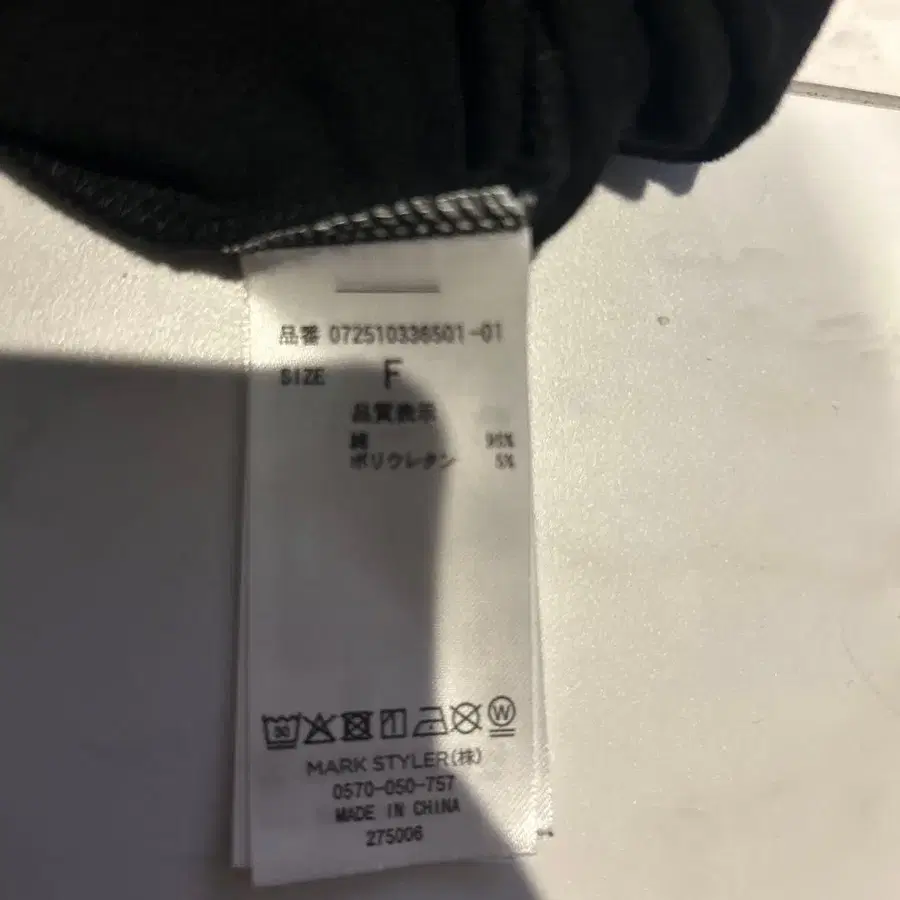 品番 072510336501-01
SIZE F
品質表示
綿 95%
ポリウレタン 5%
30
W
MARK STYLER(株)
0570-050-757
MADE IN CHINA
275006